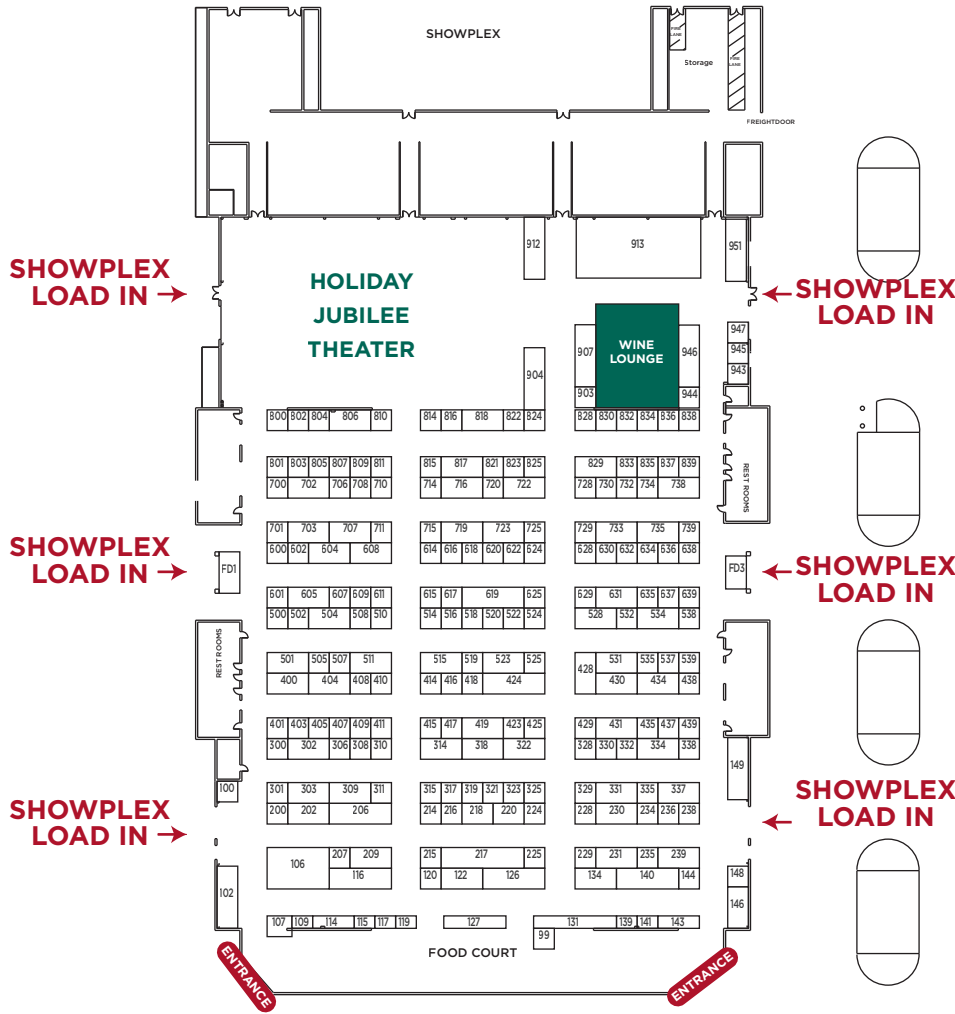 SHOWPLEX
FIRE
LANE
Storage
FIRE
LANE
FREIGHTDOOR
912
913
951
SHOWPLEX
LOAD IN →
HOLIDAY
JUBILEE
THEATER
← SHOWPLEX
LOAD IN
WINE
LOUNGE
907
946
947
945
943
904
903
944
800 802 804 806 810
814 816 818 822 824
828 830 832 834 836 838
801 803 805 807 809 811
815 817 821 823 825
829 833 835 837 839
700 702 706 708 710
714 716 720 722
728 730 732 734 738
REST ROOMS
701 703 707 711
715 719 723 725
729 733 735 739
600 602 604 608
614 616 618 620 622 624
628 630 632 634 636 638
SHOWPLEX
LOAD IN →
FD1
FD3
← SHOWPLEX
LOAD IN
601 605 607 609 611
615 617 619 625
629 631 635 637 639
500 502 504 508 510
514 516 518 520 522 524
528 532 534 538
REST ROOMS
501 505 507 511
515 519 523 525
428 531 535 537 539
400 404 408 410
414 416 418 424
430 434 438
401 403 405 407 409 411
415 417 419 423 425
429 431 435 437 439
300 302 306 308 310
314 318 322
328 330 332 334 338
149
100
301 303 309 311
315 317 319 321 323 325
329 331 335 337
200 202 206
214 216 218 220 224
228 230 234 236 238
SHOWPLEX
LOAD IN →
← SHOWPLEX
LOAD IN
106
207 209
215 217 225
229 231 235 239
116
120 122 126
134 140 144
148
102
146
107 109 114 115 117 119
127
131 139 141 143
99
FOOD COURT
ENTRANCE
ENTRANCE